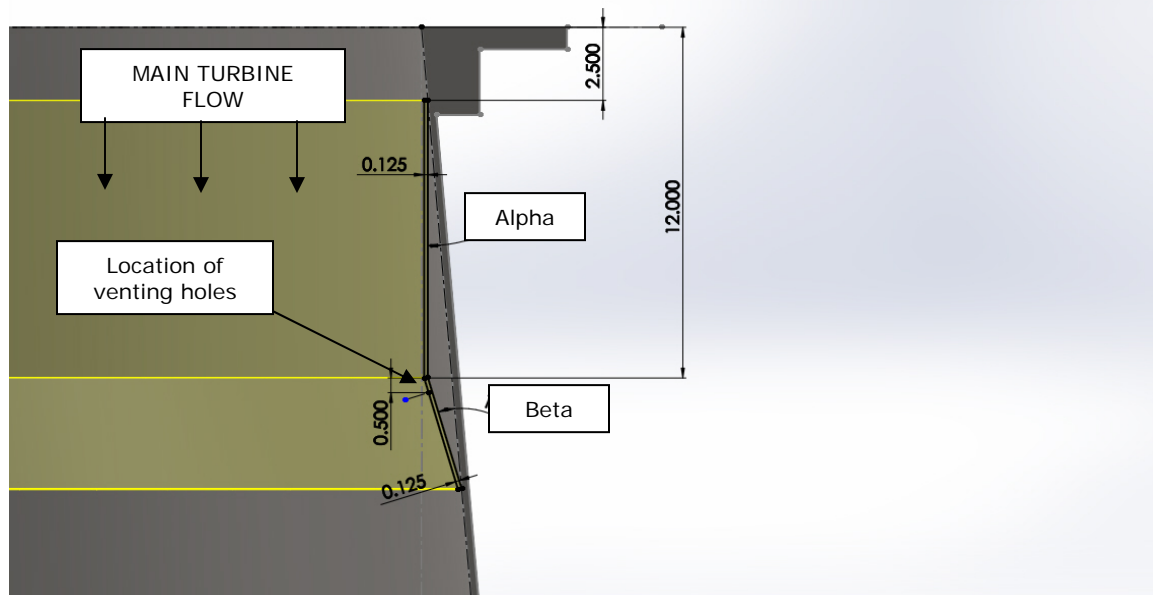 MAIN TURBINE
FLOW
2.500
0.125
12.000
Alpha
Location of
venting holes
0.500
Beta
0.125